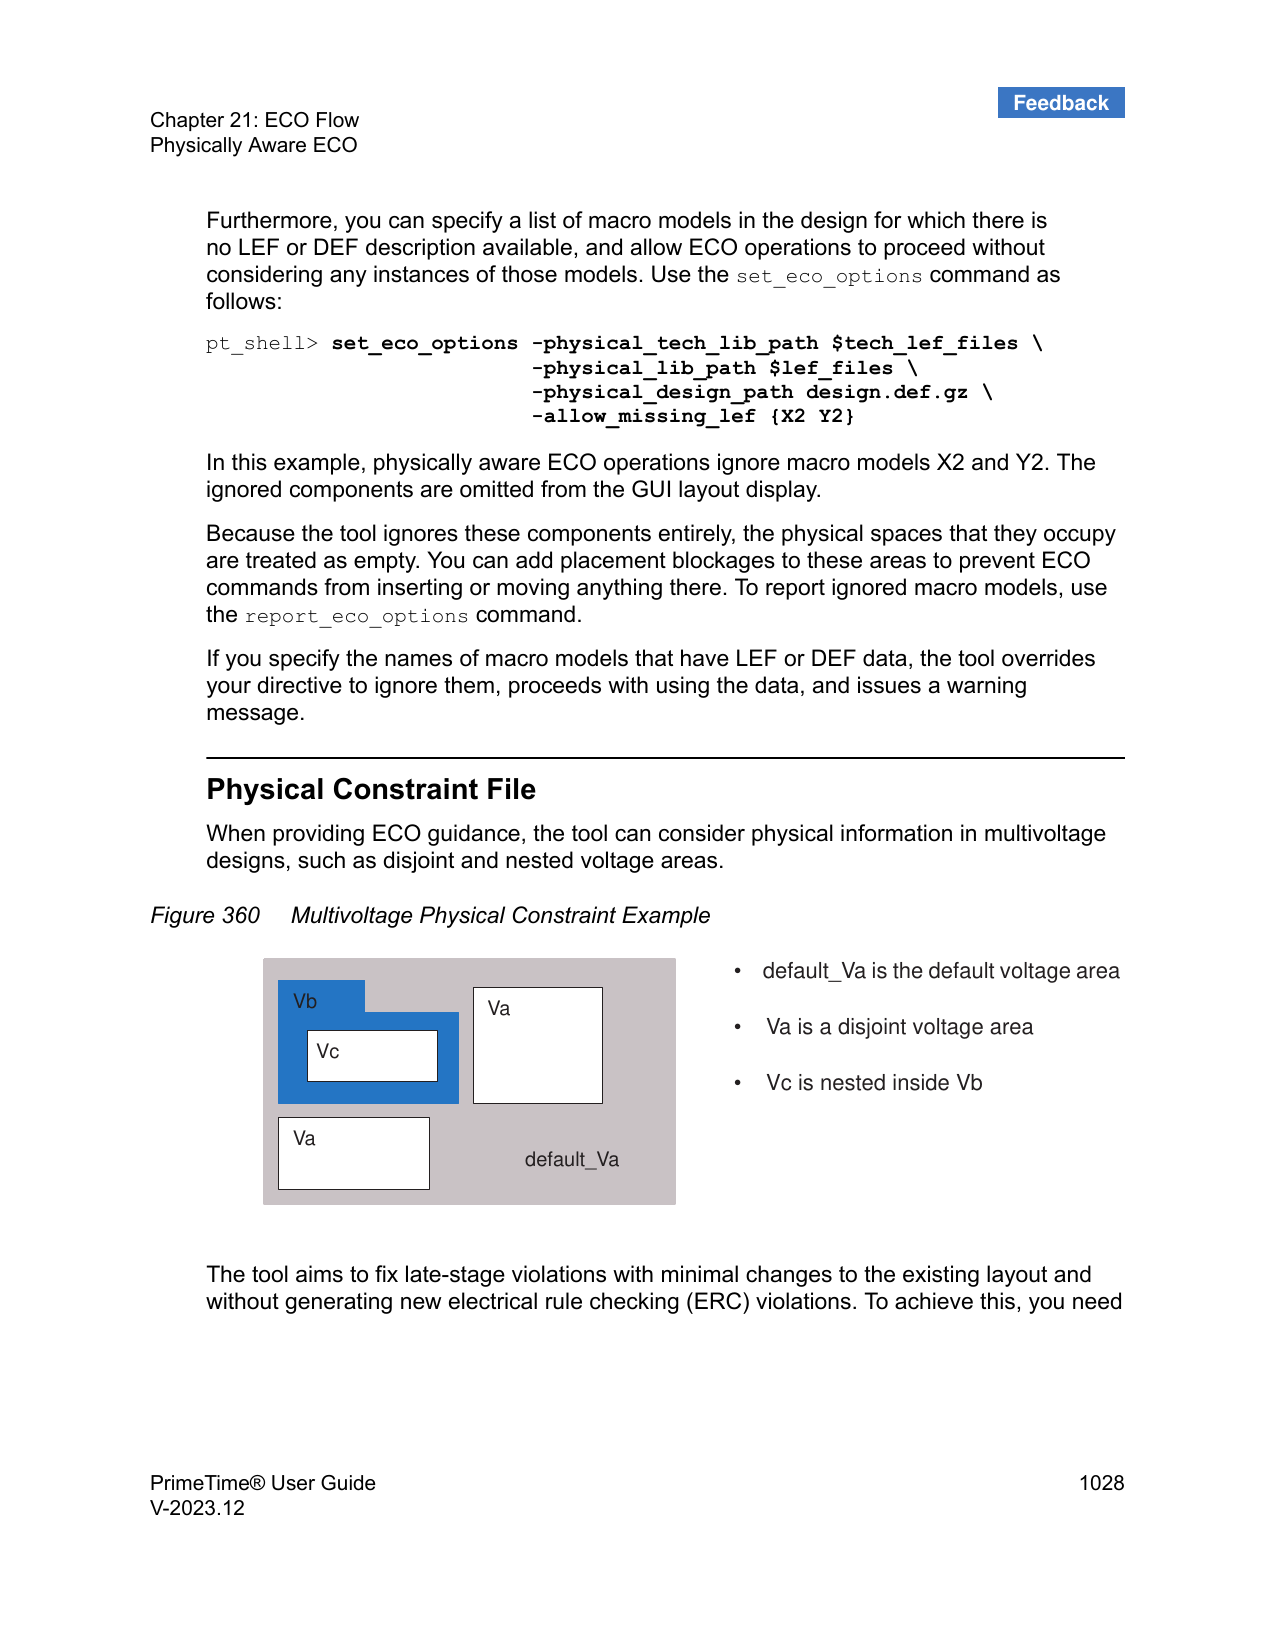 Feedback
Chapter 21: ECO Flow
Physically Aware ECO
Furthermore, you can specify a list of macro models in the design for which there is
no LEF or DEF description available, and allow ECO operations to proceed without
considering any instances of those models. Use the set_eco_options command as
follows:
pt_shell> set_eco_options -physical_tech_lib_path $tech_lef_files \
-physical_lib_path $lef_files \
-physical_design_path design.def.gz \
-allow_missing_lef {X2 Y2}
In this example, physically aware ECO operations ignore macro models X2 and Y2. The
ignored components are omitted from the GUI layout display.
Because the tool ignores these components entirely, the physical spaces that they occupy
are treated as empty. You can add placement blockages to these areas to prevent ECO
commands from inserting or moving anything there. To report ignored macro models, use
the report_eco_options command.
If you specify the names of macro models that have LEF or DEF data, the tool overrides
your directive to ignore them, proceeds with using the data, and issues a warning
message.
Physical Constraint File
When providing ECO guidance, the tool can consider physical information in multivoltage
designs, such as disjoint and nested voltage areas.
Figure 360 Multivoltage Physical Constraint Example
Vb
Vc
Va
Va
default_Va
• default_Va is the default voltage area
• Va is a disjoint voltage area
• Vc is nested inside Vb
The tool aims to fix late-stage violations with minimal changes to the existing layout and
without generating new electrical rule checking (ERC) violations. To achieve this, you need
PrimeTime® User Guide 1028
V-2023.12